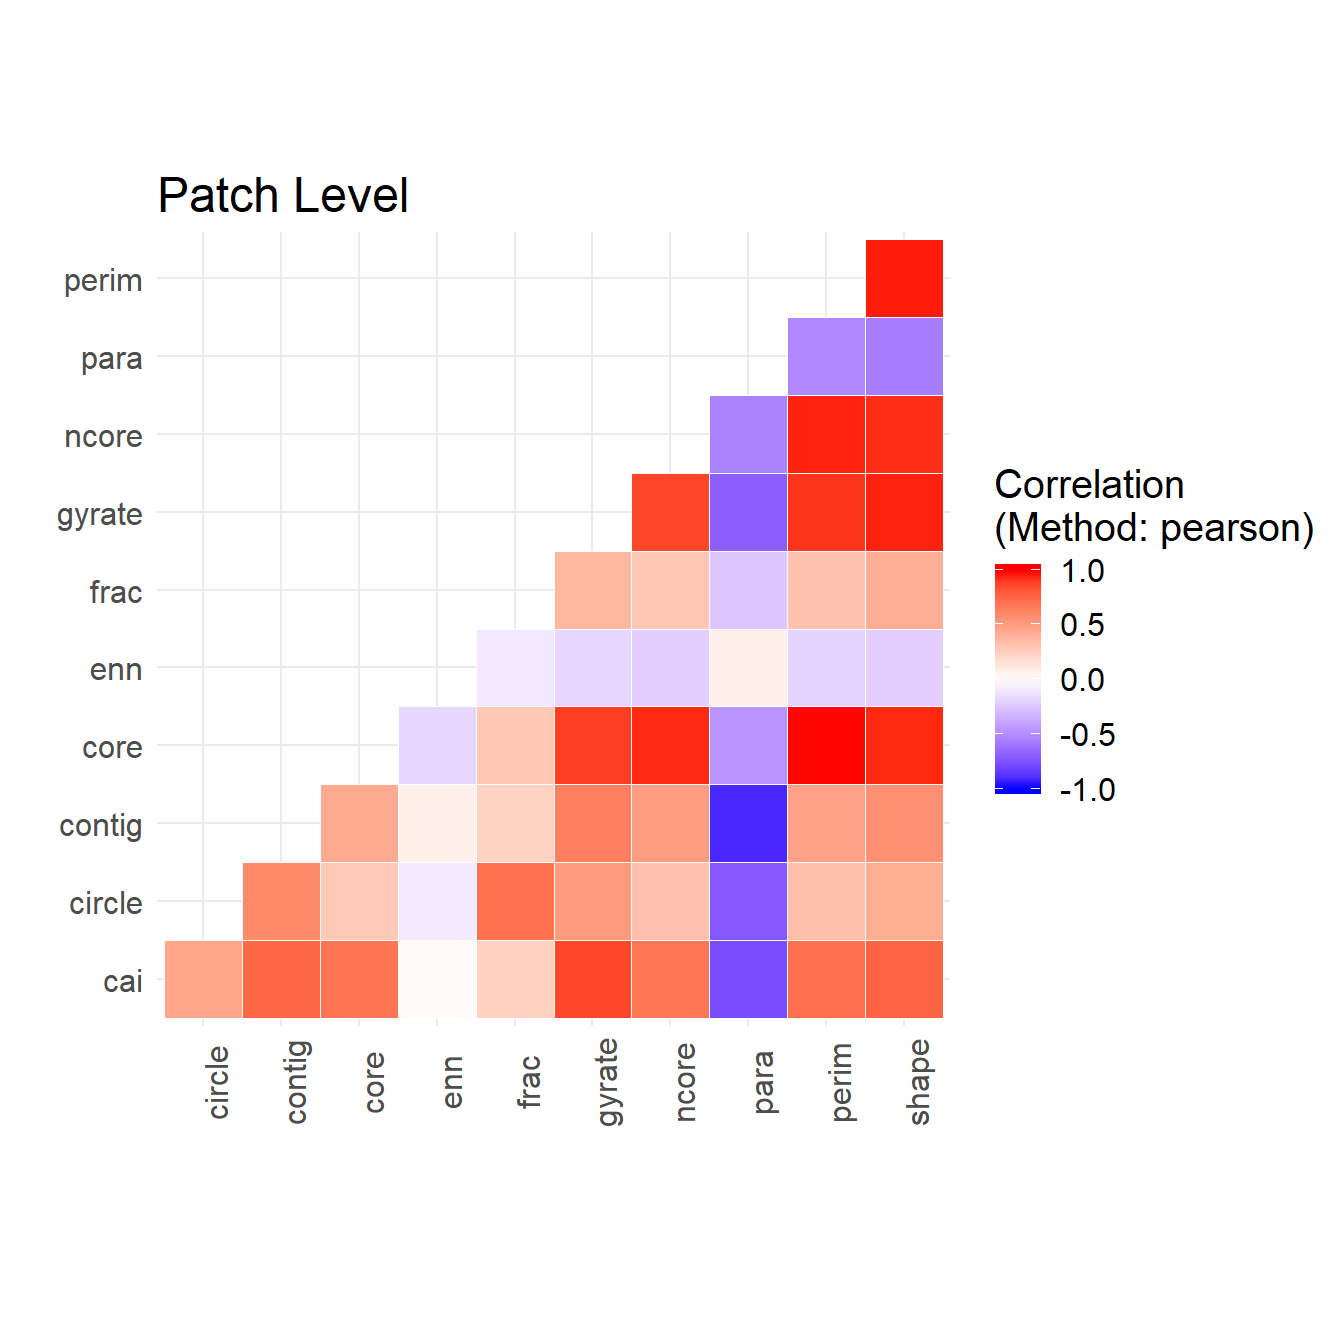 Patch Level
perim
para
ncore
gyrate
frac
enn
core
contig
circle
cai
circle
contig
core
enn
frac
gyrate
ncore
para
perim
shape
Correlation
(Method: pearson)
1.0
0.5
0.0
-0.5
-1.0